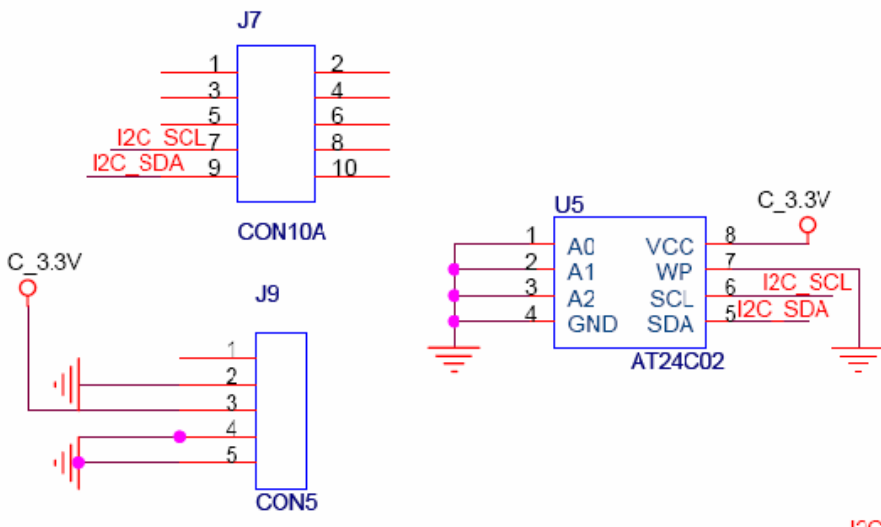 J7
1 2
3 4
5 6
I2C_SCL 7 8
I2C_SDA 9 10
CON10A
U5
C_3.3V
1 A0 VCC 8
2 A1 WP 7
3 A2 SCL 6 I2C_SCL
4 GND SDA 5 I2C_SDA
AT24C02
C_3.3V
J9
1
2
3
4
5
CON5